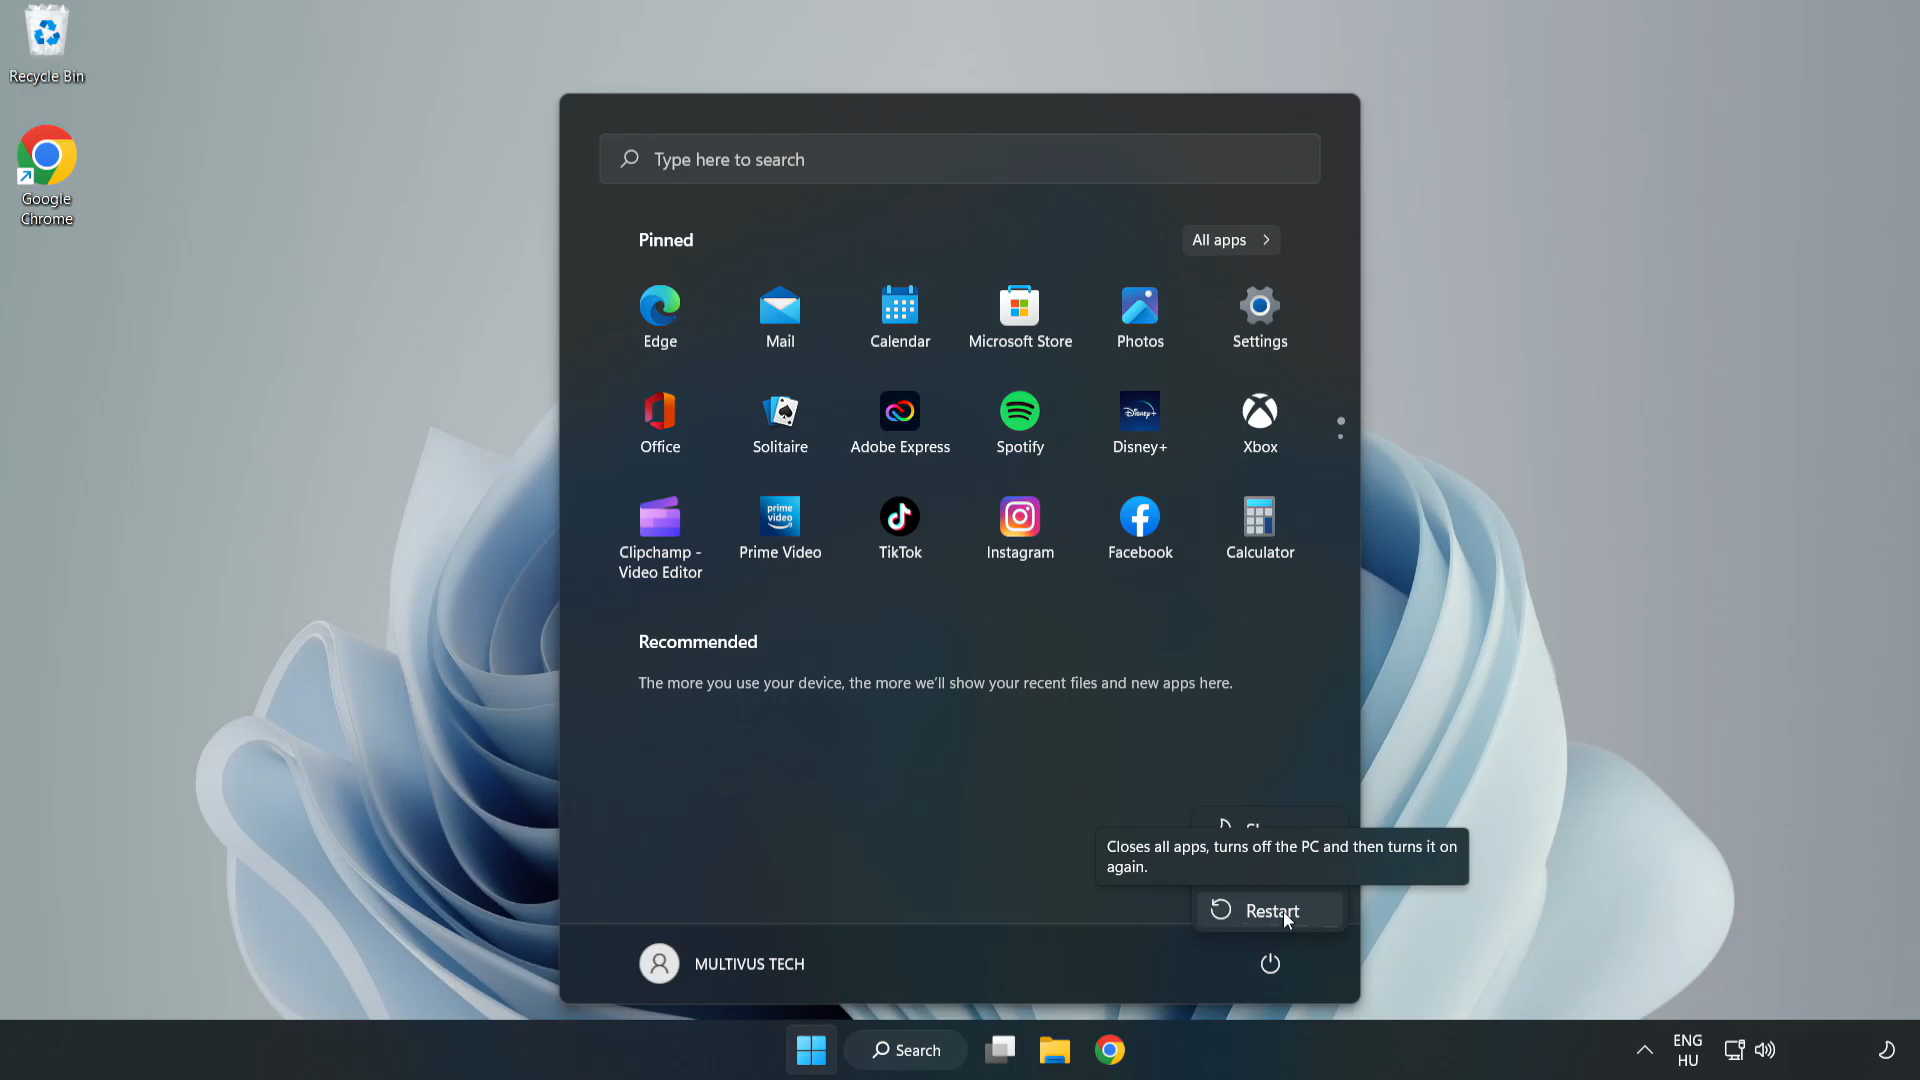 Recycle Bin
Google
Chrome
Type here to search
Pinned
All apps
Edge
Mail
Calendar
Microsoft Store
Photos
Settings
Office
Solitaire
Adobe Express
Disney+
Spotify
Disney+
Xbox
prime
video
Clipchamp -
Video Editor
Prime Video
TikTok
Instagram
Facebook
Calculator
Recommended
The more you use your device, the more we'll show your recent files and new apps here.
Closes all apps, turns off the PC and then turns it on
again.
Restart
MULTIVUS TECH
Search
ENG
HU